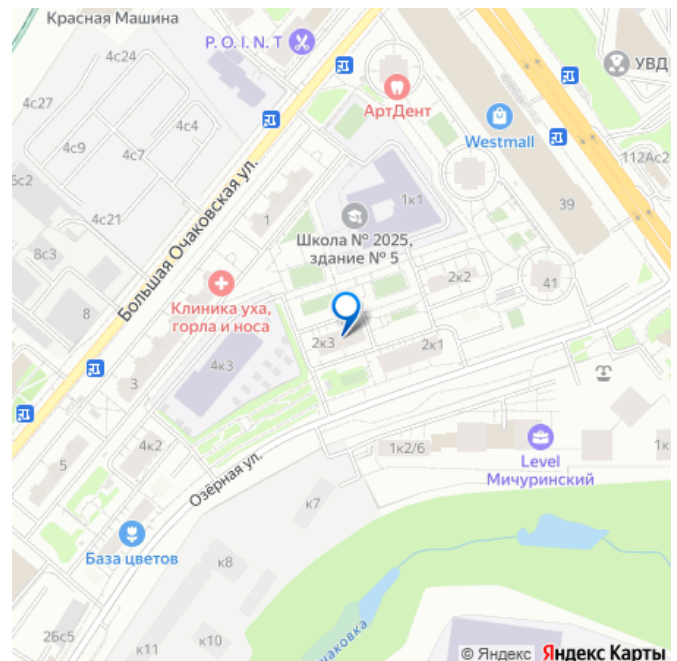 Красная Машина
P. O. I. N. T
УВД
4с24
АртДент
4с27
4с4
Westmall
4с9
4с7
112Ас2
1к1
39
4с21
Большая Очаковская ул.
1
Школа № 2025,
здание № 5
8с3
2к2
41
Клиника уха,
горла и носа
8
2к3
2к1
4к3
3
4к2
1к2/6
1к
Level
Мичуринский
5
Озёрная ул.
к7
База цветов
к8
26с5
к10
к11
© Яндекс Яндекс Карты